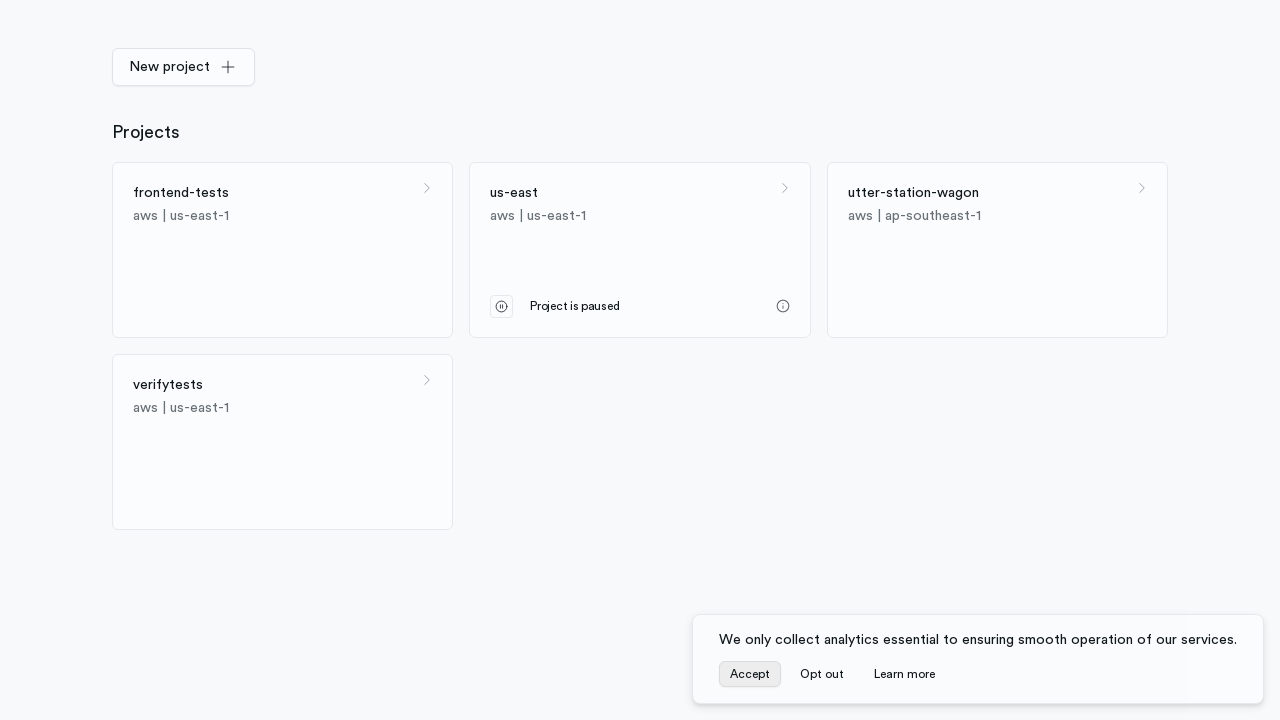 New project
Projects
frontend-tests
aws | us-east-1
us-east
aws | us-east-1
Project is paused
utter-station-wagon
aws | ap-southeast-1
verifytests
aws | us-east-1
We only collect analytics essential to ensuring smooth operation of our services.
Accept
Opt out
Learn more